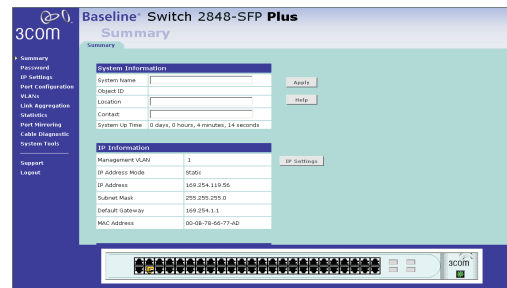 3COM
Baseline Switch 2848-SFP Plus
Summary
Summary
Summary
Password
IP Settings
Port Configuration
VLANs
Link Aggregation
Statistics
Port Mirroring
Cable Diagnostic
System Tools
Support
Logout
System Information
System Name
Object ID
Location
Contact
System Up Time 0 days, 0 hours, 4 minutes, 14 seconds
Apply
Help
IP Information
Management VLAN 1
IP Address Mode Static
IP Address 169.254.119.56
Subnet Mask 255.255.255.0
Default Gateway 169.254.1.1
MAC Address 00-0B-78-66-77-AD
IP Settings
3COM